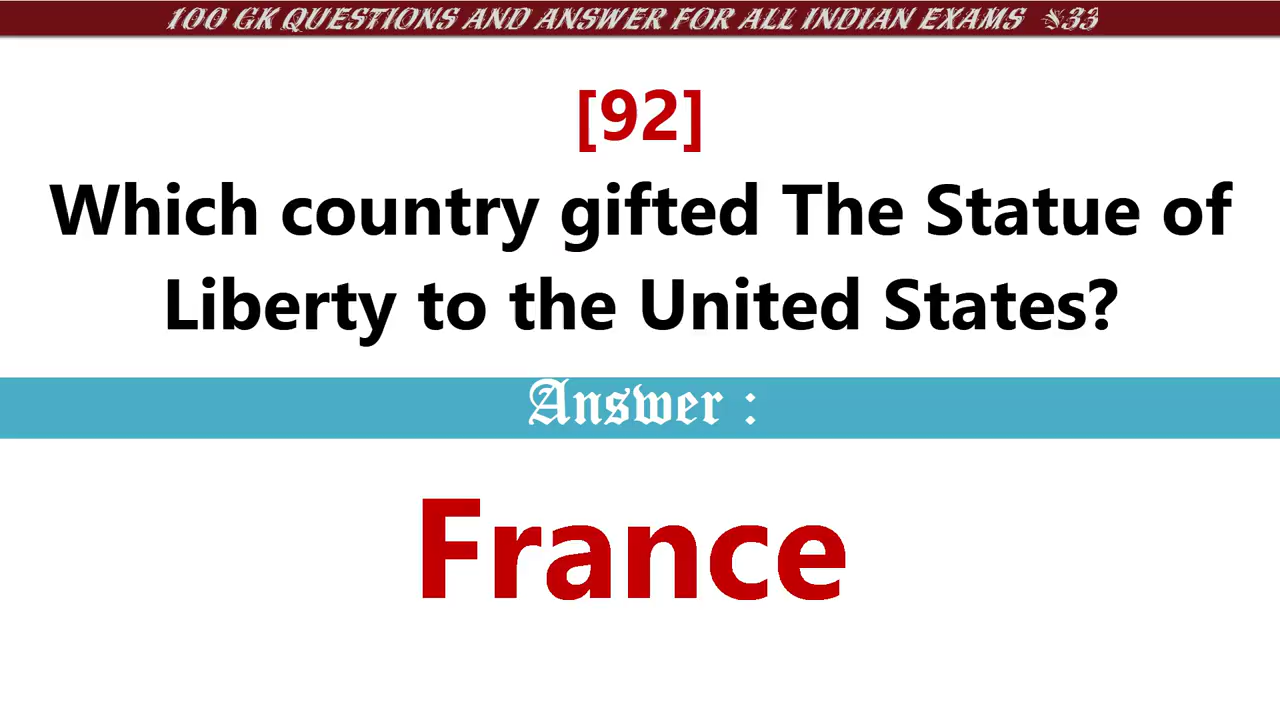 100 GK QUESTIONS AND ANSWER FOR ALL INDIAN EXAMS #33
[92]
Which country gifted The Statue of
Liberty to the United States?
Answer :
France